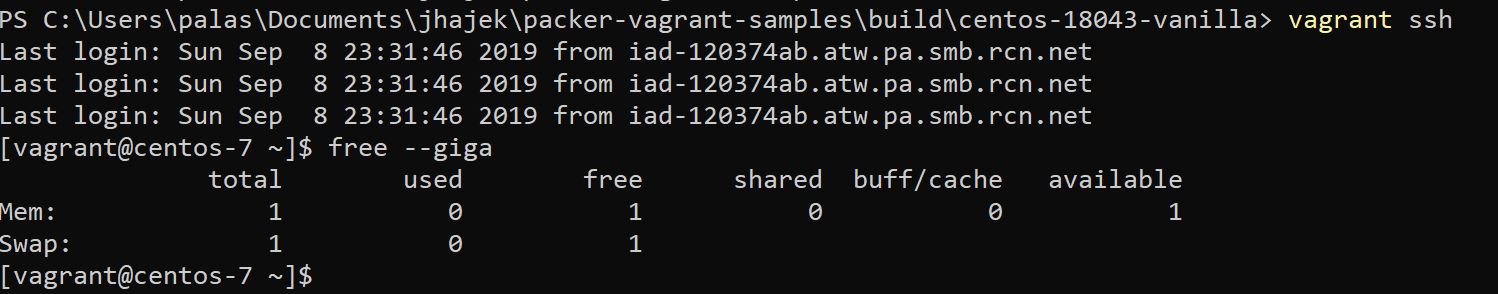 PS C:\Users\palas\Documents\jhajek\packer-vagrant-samples\build\centos-18043-vanilla> vagrant ssh
Last login: Sun Sep  8 23:31:46 2019 from iad-120374ab.atw.pa.smb.rcn.net
Last login: Sun Sep  8 23:31:46 2019 from iad-120374ab.atw.pa.smb.rcn.net
Last login: Sun Sep  8 23:31:46 2019 from iad-120374ab.atw.pa.smb.rcn.net
[vagrant@centos-7 ~]$ free --giga
              total        used        free      shared  buff/cache   available
Mem:              1           0           1           0           0           1
Swap:             1           0           1
[vagrant@centos-7 ~]$